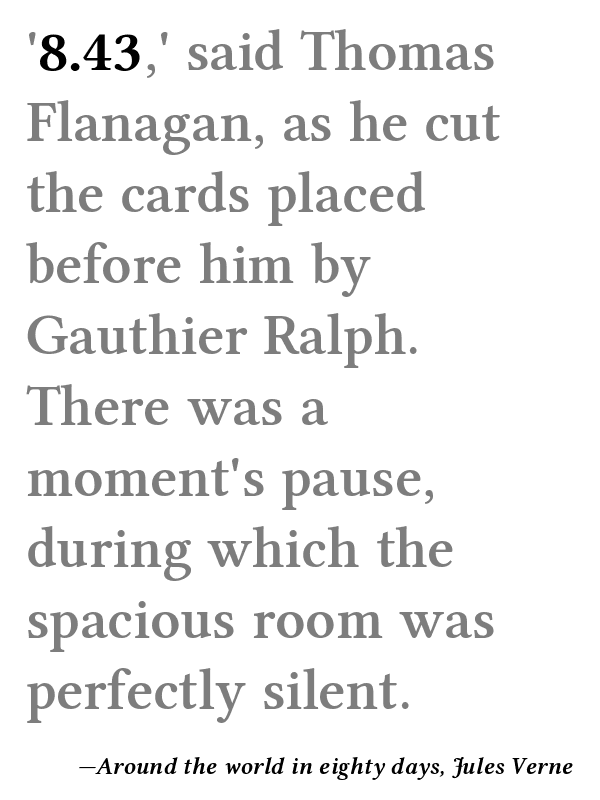 '8.43,' said Thomas
Flanagan, as he cut
the cards placed
before him by
Gauthier Ralph.
There was a
moment's pause,
during which the
spacious room was
perfectly silent.
—Around the world in eighty days, Jules Verne